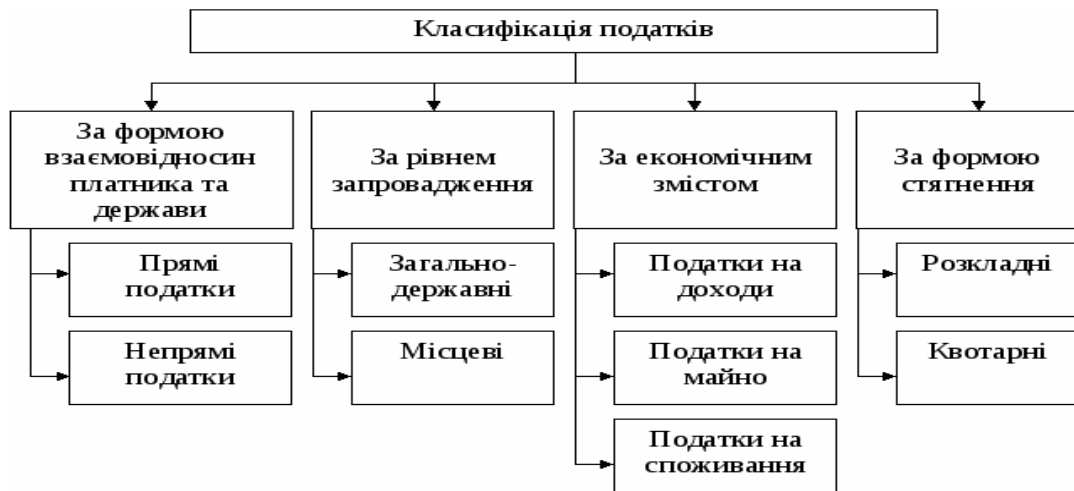 Класифікація податків
За формою
взаємовідносин
платника та
держави
Прямі
податки
Непрямі
податки
За рівнем
запровадження
Загально-
державні
Місцеві
За економічним
змістом
Податки на
доходи
Податки на
майно
Податки на
споживання
За формою
стягнення
Розкладні
Квотарні